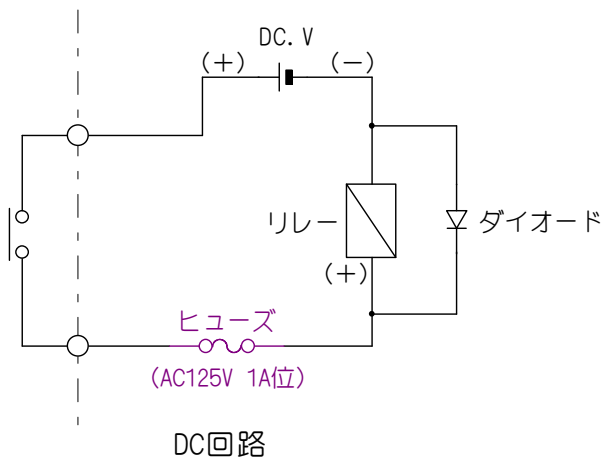 DC.V
(+)
(−)
リレー
ダイオード
(+)
ヒューズ
(AC125V 1A位)
DC回路